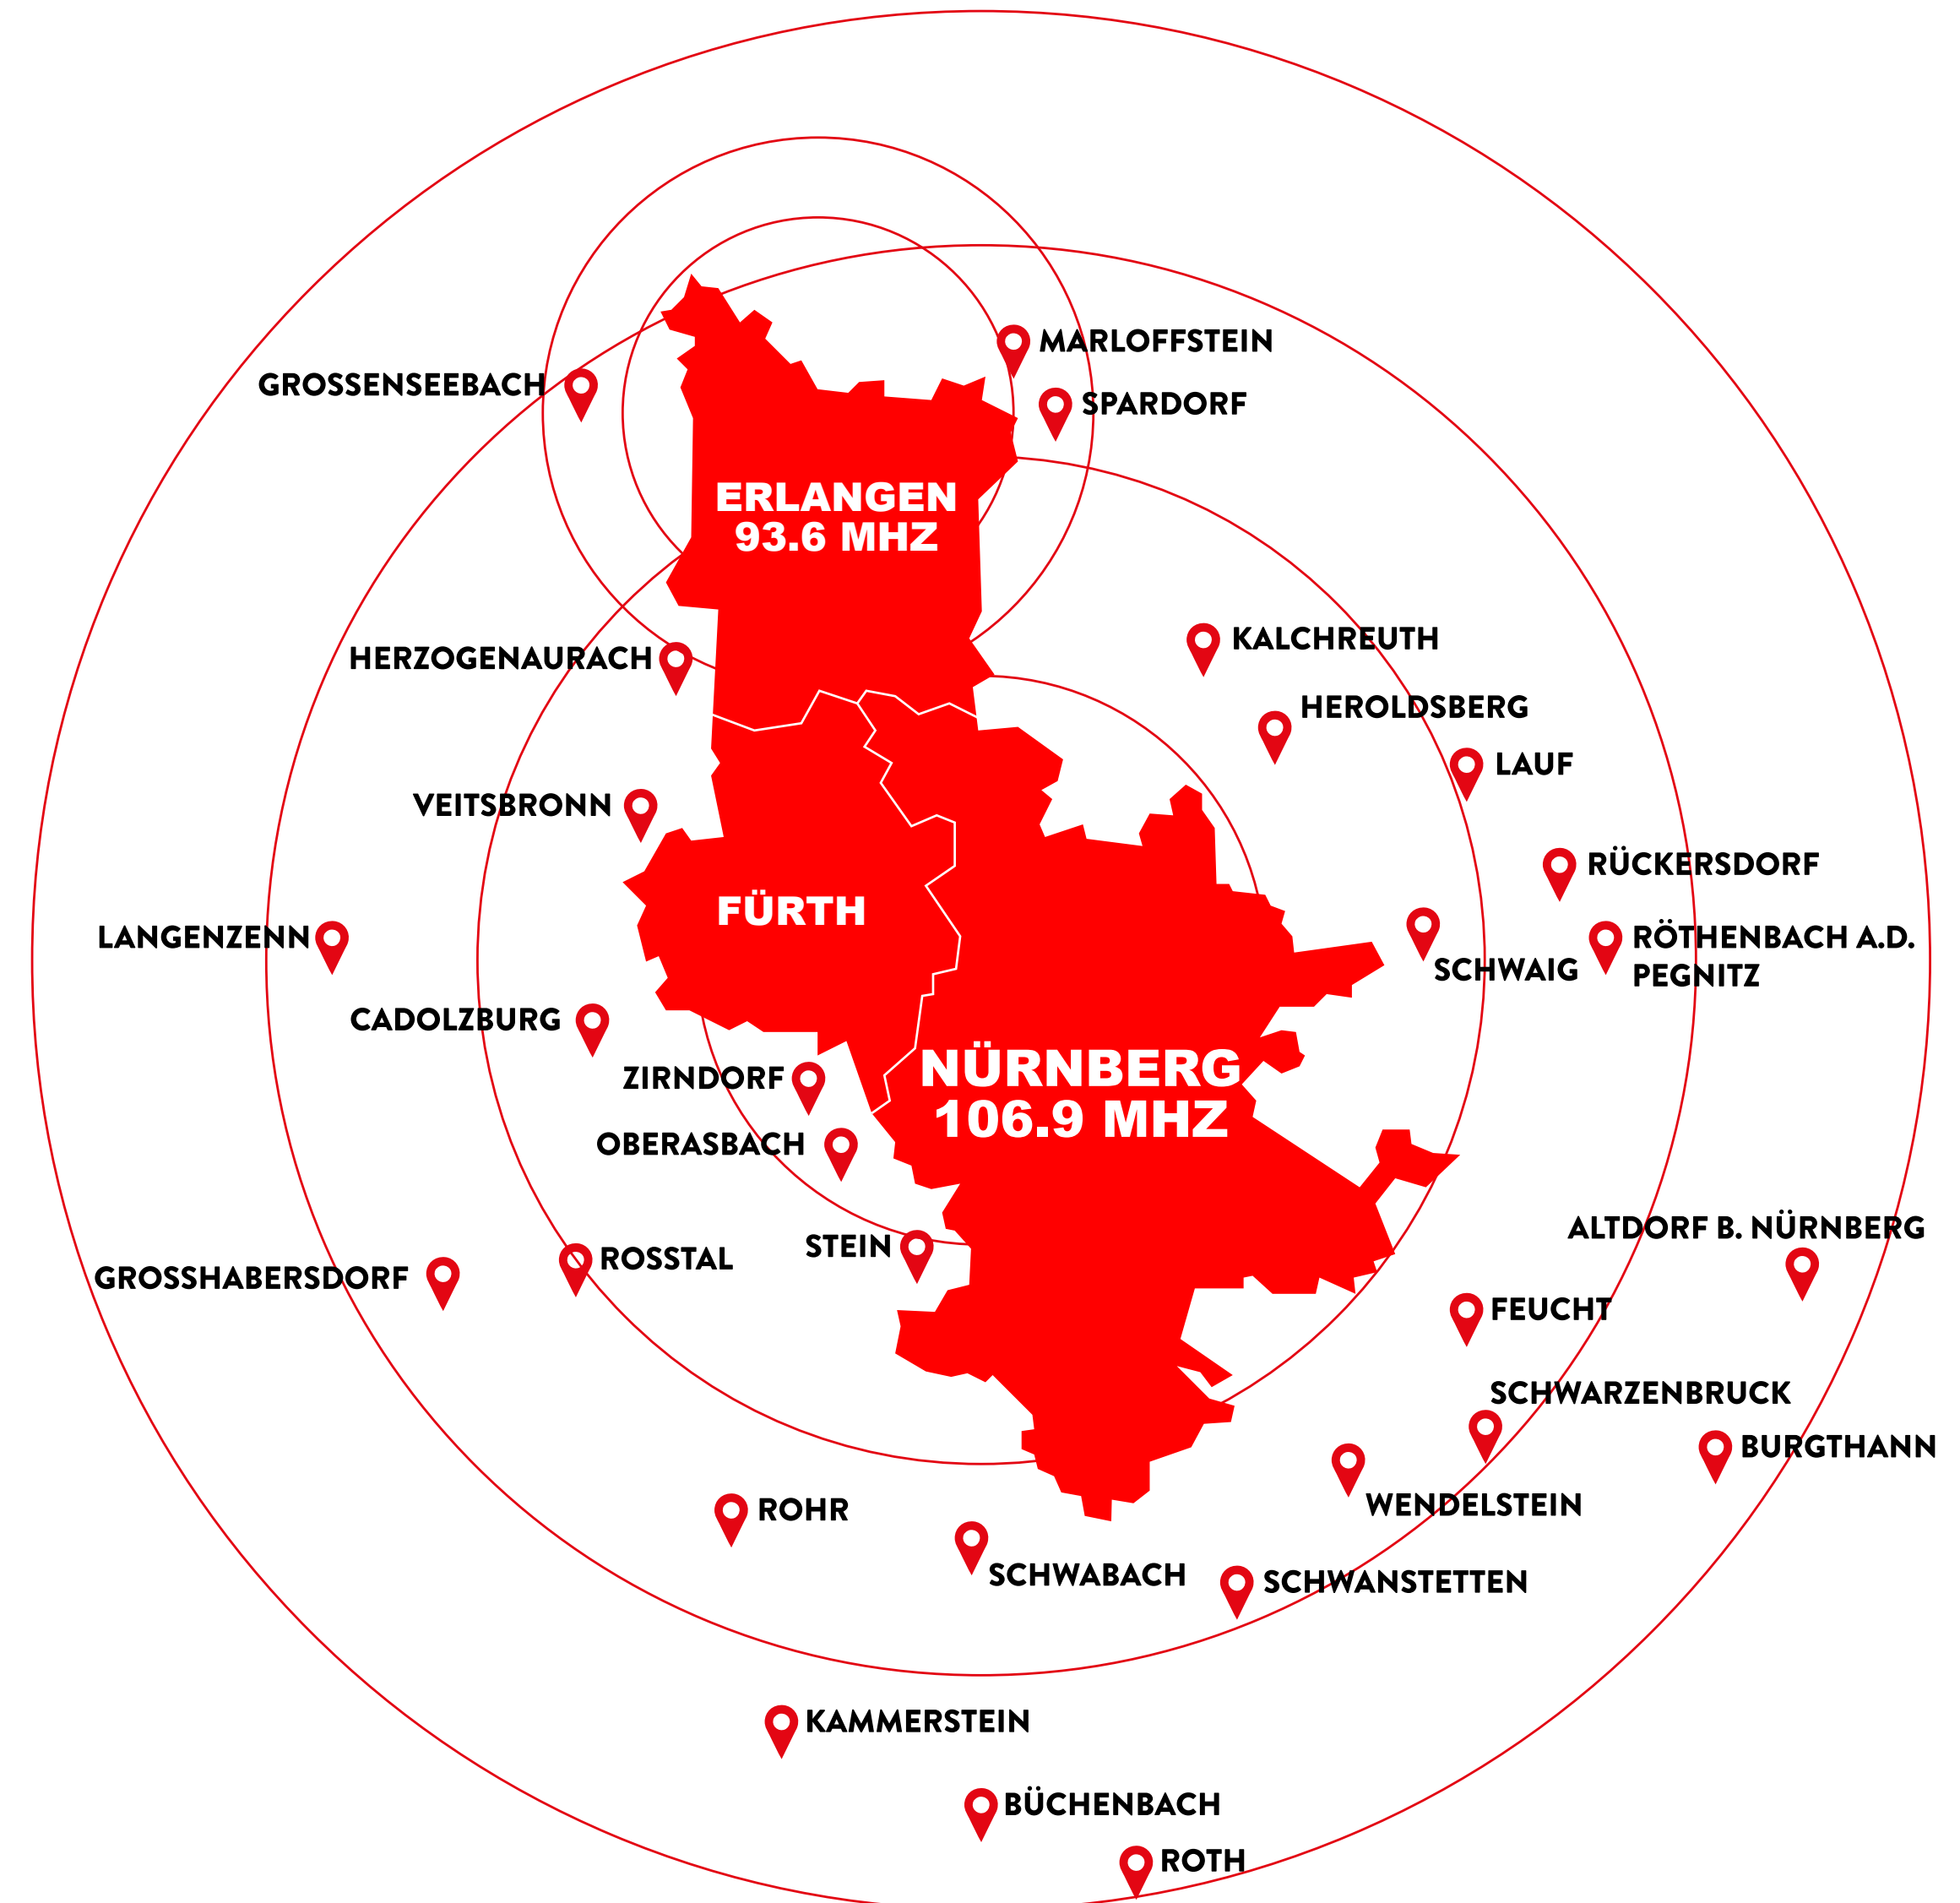 MARLOFFSTEIN
GROSSENSEEBACH
SPARDORF
ERLANGEN
93.6 MHZ
KALCHREUTH
HERZOGENAURACH
HEROLDSBERG
LAUF
VEITSBRONN
RÜCKERSDORF
FÜRTH
LANGENZENN
RÖTHENBACH A.D.
PEGNITZ
SCHWAIG
CADOLZBURG
NÜRNBERG
106.9 MHZ
ZIRNDORF
OBERASBACH
ALTDORF B. NÜRNBERG
STEIN
ROSSTAL
GROSSHABERSDORF
FEUCHT
SCHWARZENBRUCK
BURGTHANN
WENDELSTEIN
ROHR
SCHWABACH
SCHWANSTETTEN
KAMMERSTEIN
BÜCHENBACH
ROTH